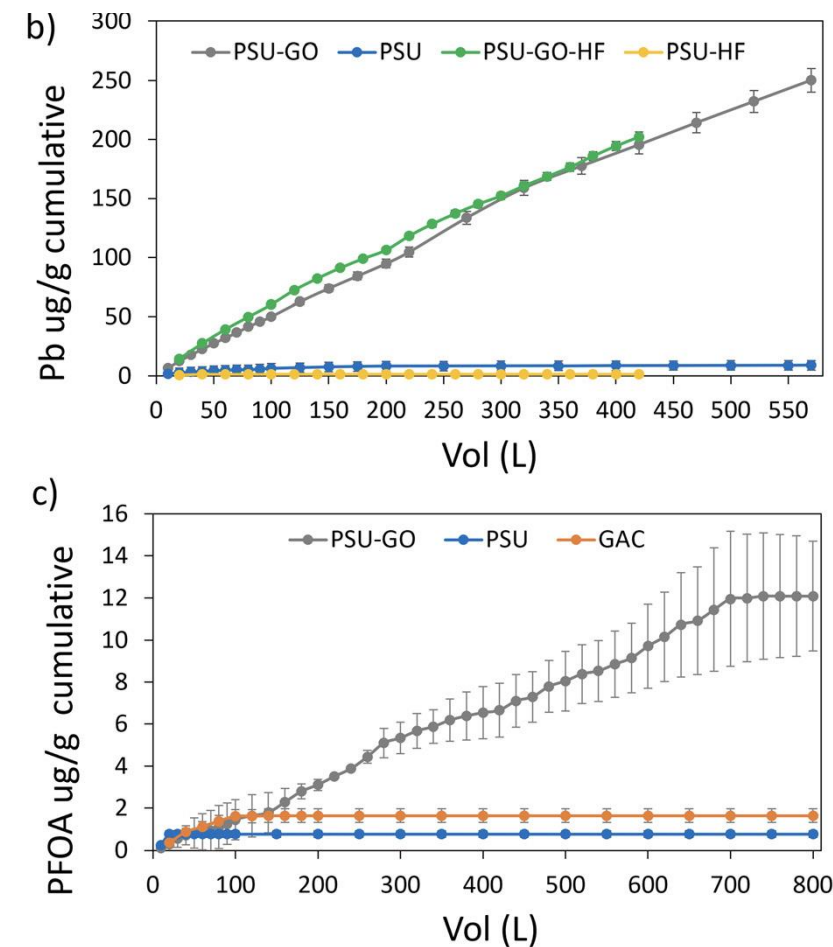 b)
PSU-GO PSU PSU-GO-HF PSU-HF
Pb ug/g cumulative
300
250
200
150
100
50
0
0 50 100 150 200 250 300 350 400 450 500 550
Vol (L)
c)
PSU-GO PSU GAC
PFOA ug/g cumulative
16
14
12
10
8
6
4
2
0
0 100 200 300 400 500 600 700 800
Vol (L)